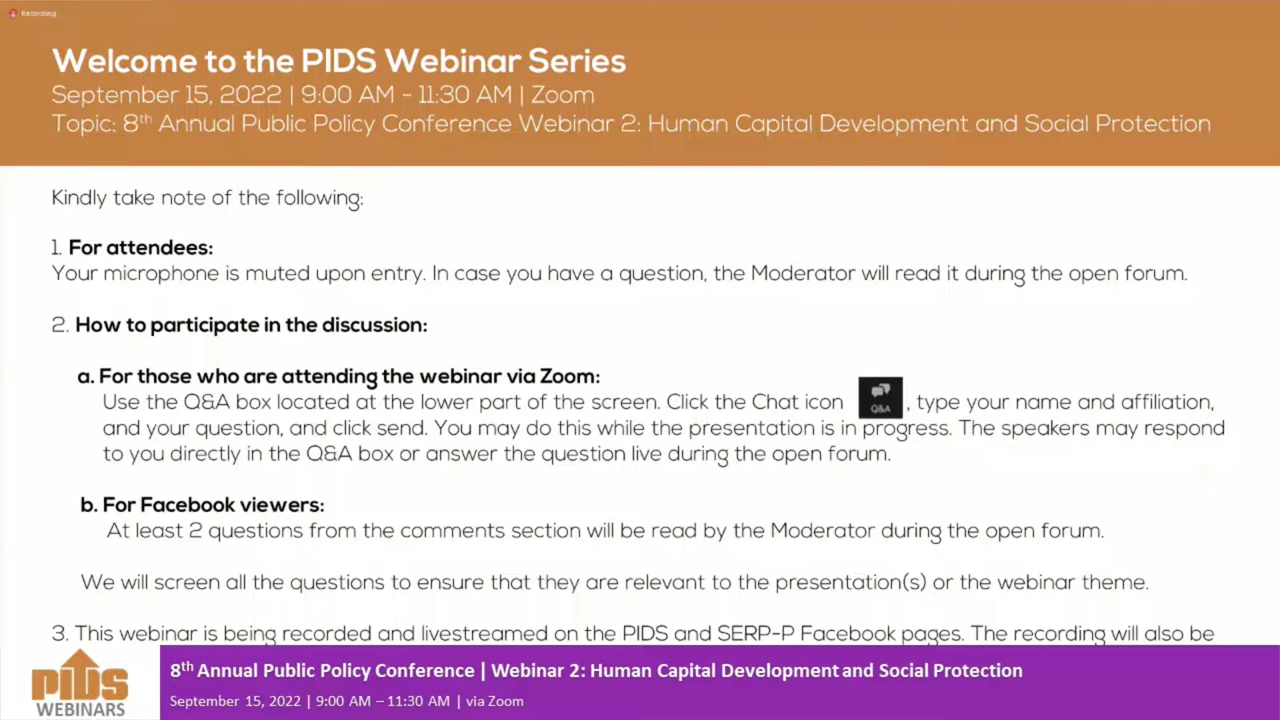 Recording
Welcome to the PIDS Webinar Series
September 15, 2022 | 9:00 AM - 11:30 AM | Zoom
Topic: 8th Annual Public Policy Conference Webinar 2: Human Capital Development and Social Protection
Kindly take note of the following:
1. For attendees:
Your microphone is muted upon entry. In case you have a question, the Moderator will read it during the open forum.
2. How to participate in the discussion:
a. For those who are attending the webinar via Zoom:
Use the Q&A box located at the lower part of the screen. Click the Chat icon Q&A , type your name and affiliation,
and your question, and click send. You may do this while the presentation is in progress. The speakers may respond
to you directly in the Q&A box or answer the question live during the open forum.
b. For Facebook viewers:
At least 2 questions from the comments section will be read by the Moderator during the open forum.
We will screen all the questions to ensure that they are relevant to the presentation(s) or the webinar theme.
3. This webinar is being recorded and livestreamed on the PIDS and SERP-P Facebook pages. The recording will also be
PIDS
WEBINARS
8th Annual Public Policy Conference | Webinar 2: Human Capital Development and Social Protection
September 15, 2022 | 9:00 AM – 11:30 AM | via Zoom